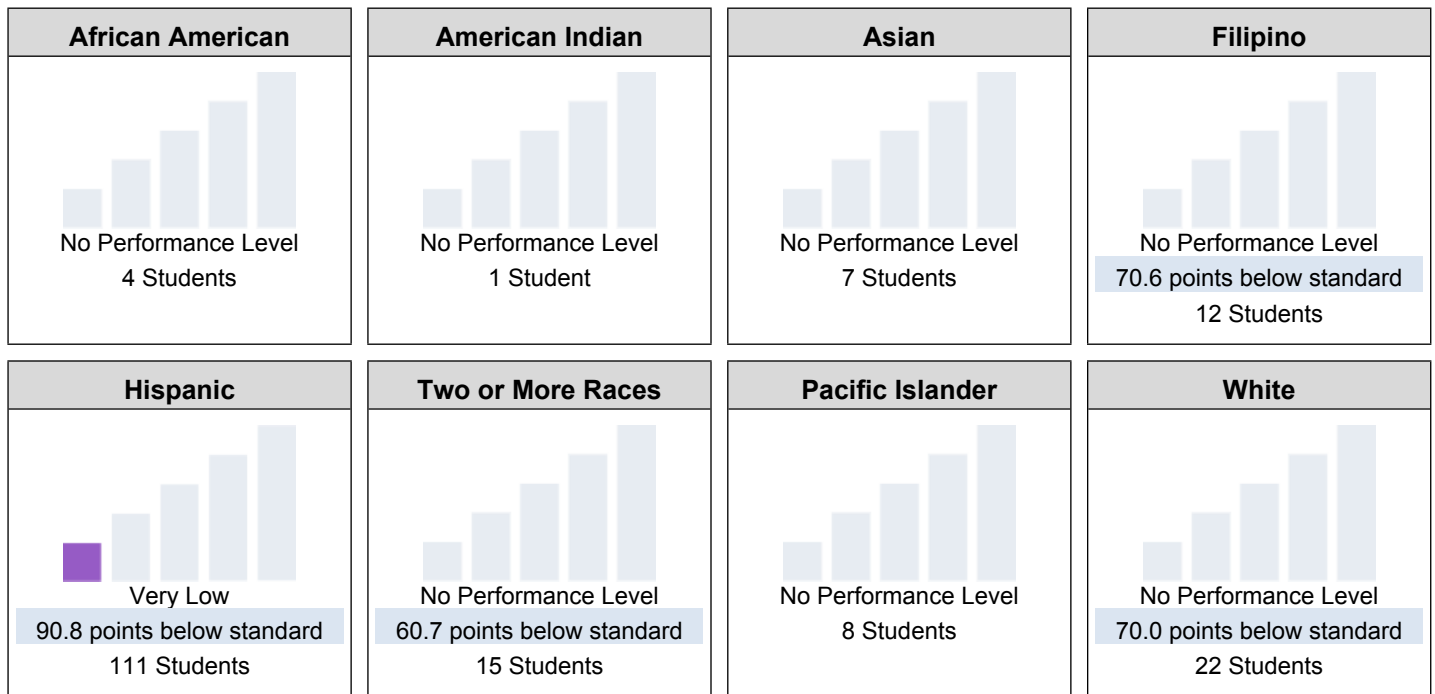 African American
No Performance Level
4 Students
American Indian
No Performance Level
1 Student
Asian
No Performance Level
7 Students
Filipino
No Performance Level
70.6 points below standard
12 Students
Hispanic
Very Low
90.8 points below standard
111 Students
Two or More Races
No Performance Level
60.7 points below standard
15 Students
Pacific Islander
No Performance Level
8 Students
White
No Performance Level
70.0 points below standard
22 Students